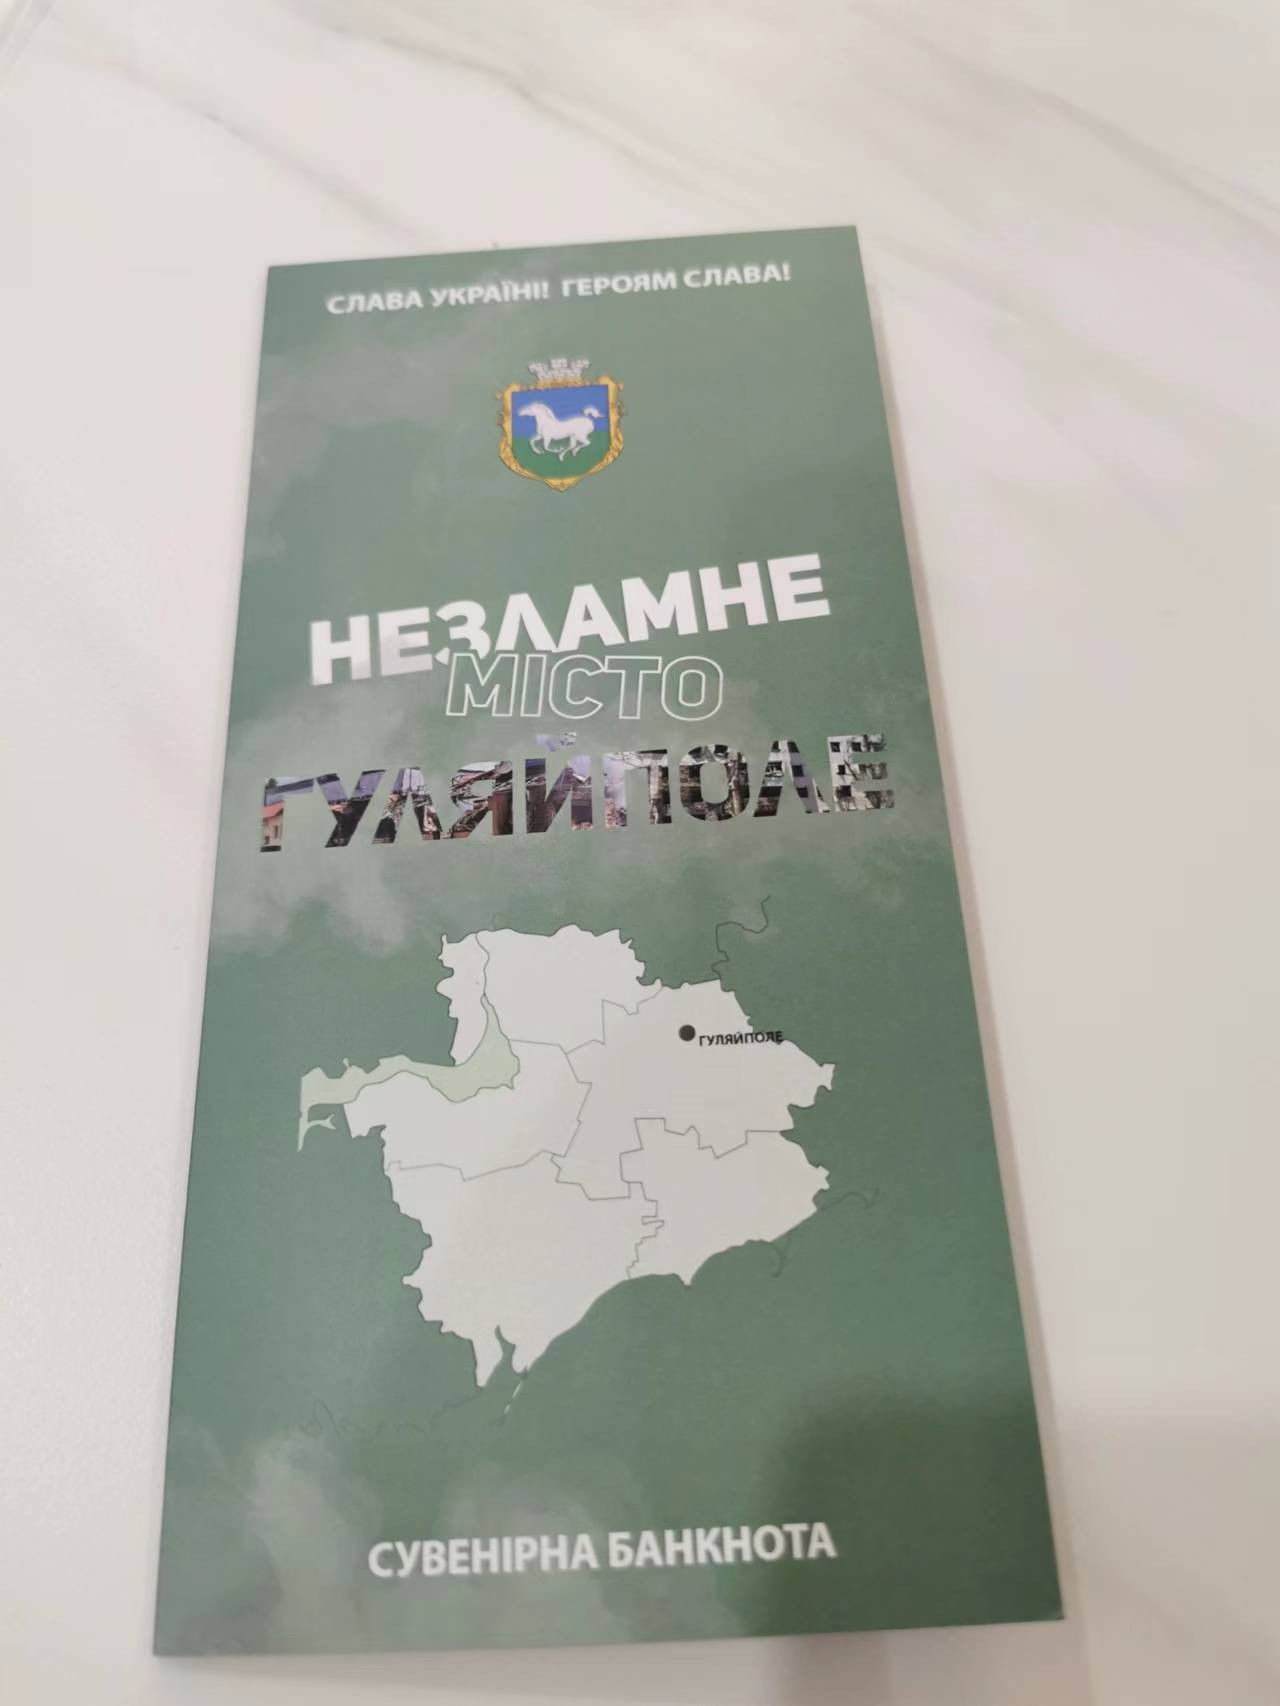 СЛАВА УКРАЇНІ! ГЕРОЯМ СЛАВА!
НЕЗЛАМНЕ
МІСТО
ГУЛЯЙПОЛЕ
ГУЛЯЙПОЛЕ
СУВЕНІРНА БАНКНОТА